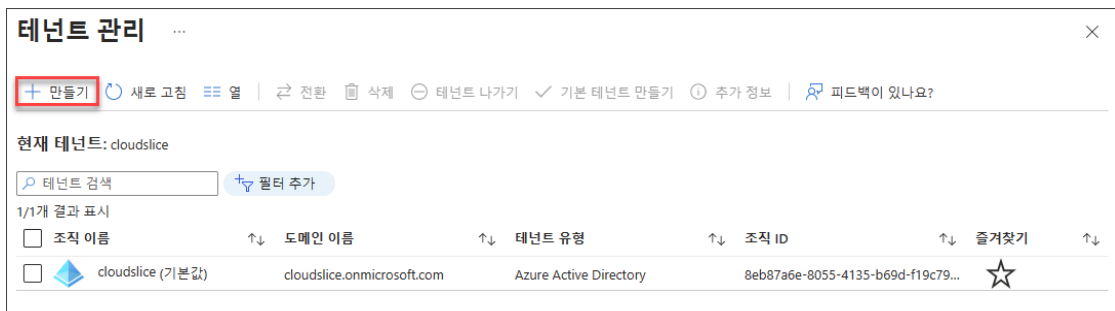 테넌트 관리 ...
만들기 새로 고침 열 전환 삭제 테넌트 나가기 기본 테넌트 만들기 추가 정보 피드백이 있나요?
현재 테넌트: cloudslice
테넌트 검색 필터 추가
1/1개 결과 표시
조직 이름 도메인 이름 테넌트 유형 조직 ID 즐겨찾기
cloudslice (기본값) cloudslice.onmicrosoft.com Azure Active Directory 8eb87a6e-8055-4135-b69d-f19c79...